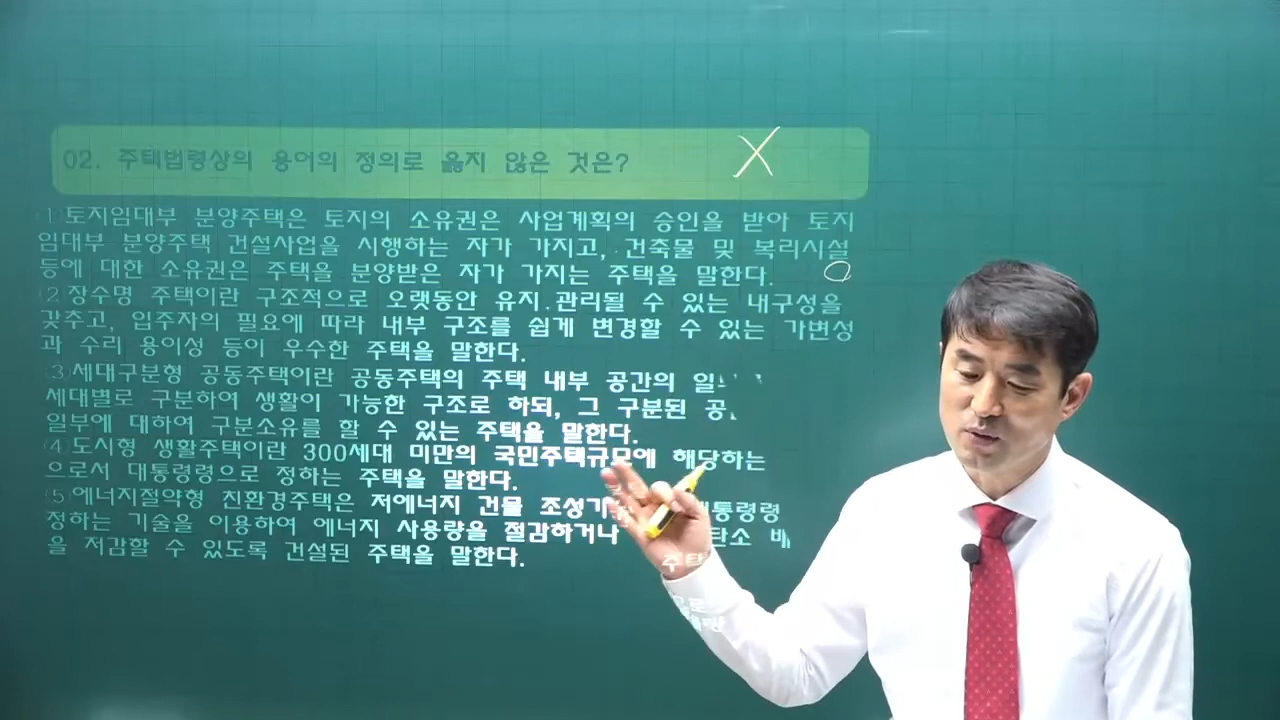 02. 주택법령상의 용어의 정의로 옳지 않은 것은? X
①토지임대부 분양주택은 토지의 소유권은 사업계획의 승인을 받아 토지
임대부 분양주택 건설사업을 시행하는 자가 가지고, 건축물 및 복리시설
등에 대한 소유권은 주택을 분양받은 자가 가지는 주택을 말한다. O
②장수명 주택이란 구조적으로 오랫동안 유지.관리될 수 있는 내구성을
갖추고, 입주자의 필요에 따라 내부 구조를 쉽게 변경할 수 있는 가변성
과 수리 용이성 등이 우수한 주택을 말한다.
③세대구분형 공동주택이란 공동주택의 주택 내부 공간의
세대별로 구분하여 생활이 가능한 구조로 하되, 그 구분된
일부에 대하여 구분소유를 할 수 있는 주택을 말한다.
④도시형 생활주택이란 300세대 미만의 국민주택규모에 해당하는
으로서 대통령령으로 정하는 주택을 말한다.
⑤에너지절약형 친환경주택은 저에너지 건물 대통령령
정하는 기술을 이용하여 에너지 사용량을 절감하거나 탄소
을 저감할 수 있도록 건설된 주택을 말한다.